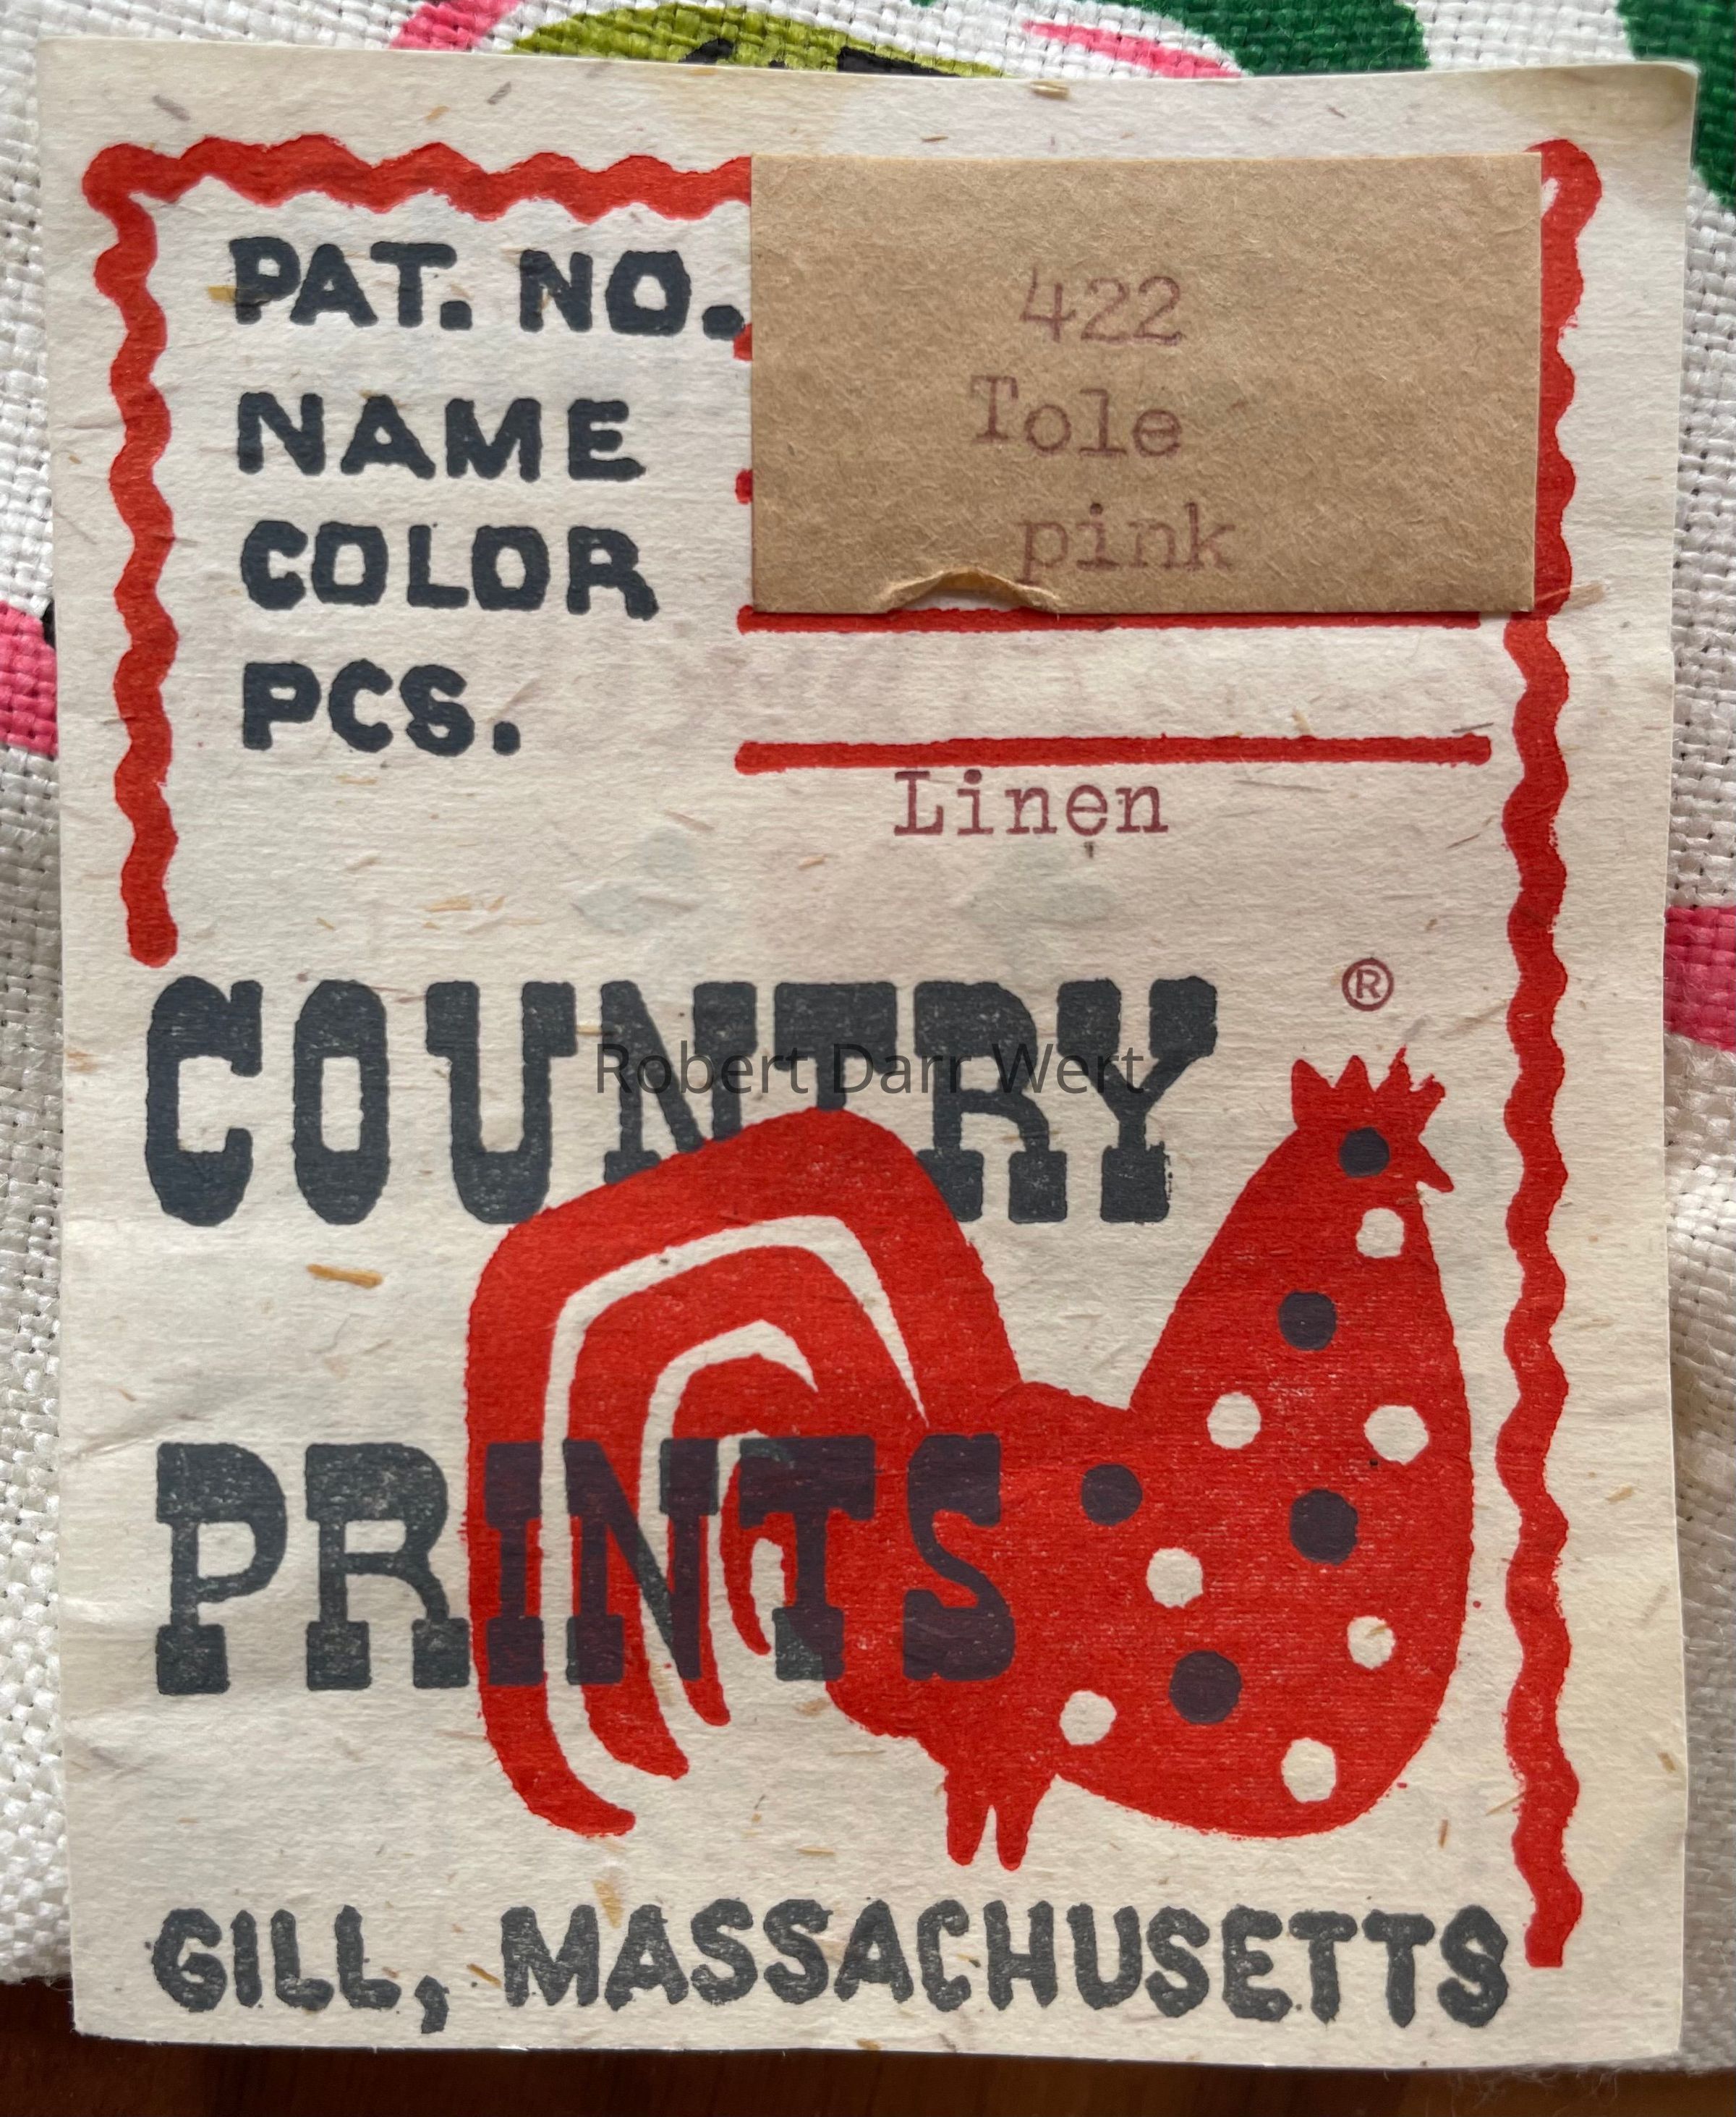 PAT. NO. 422
NAME Tole
COLOR pink
PCS.
Linen
COUNTRY ®
Robert Darr Wert
PRINTS
GILL, MASSACHUSETTS